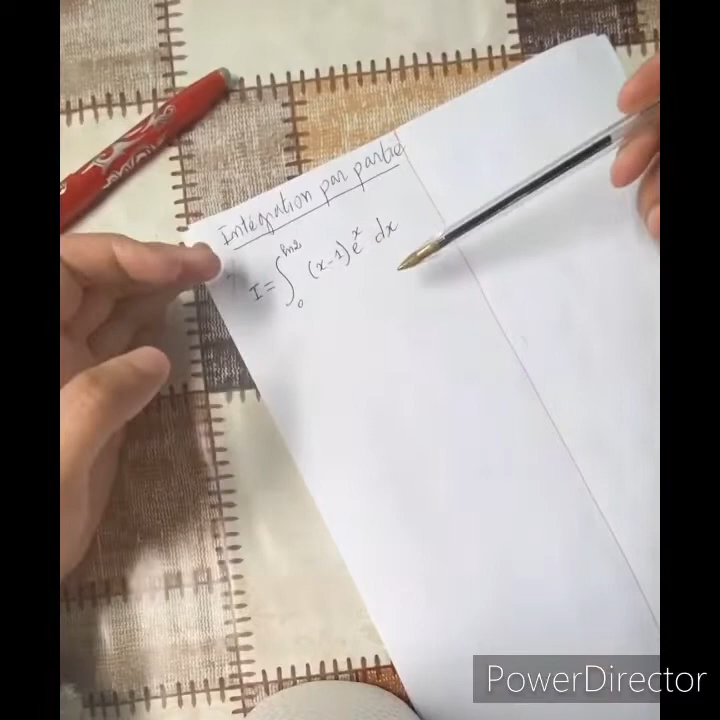 Intégration par partie
I = ∫₀^{ln2} (x-1) e^x dx
PowerDirector